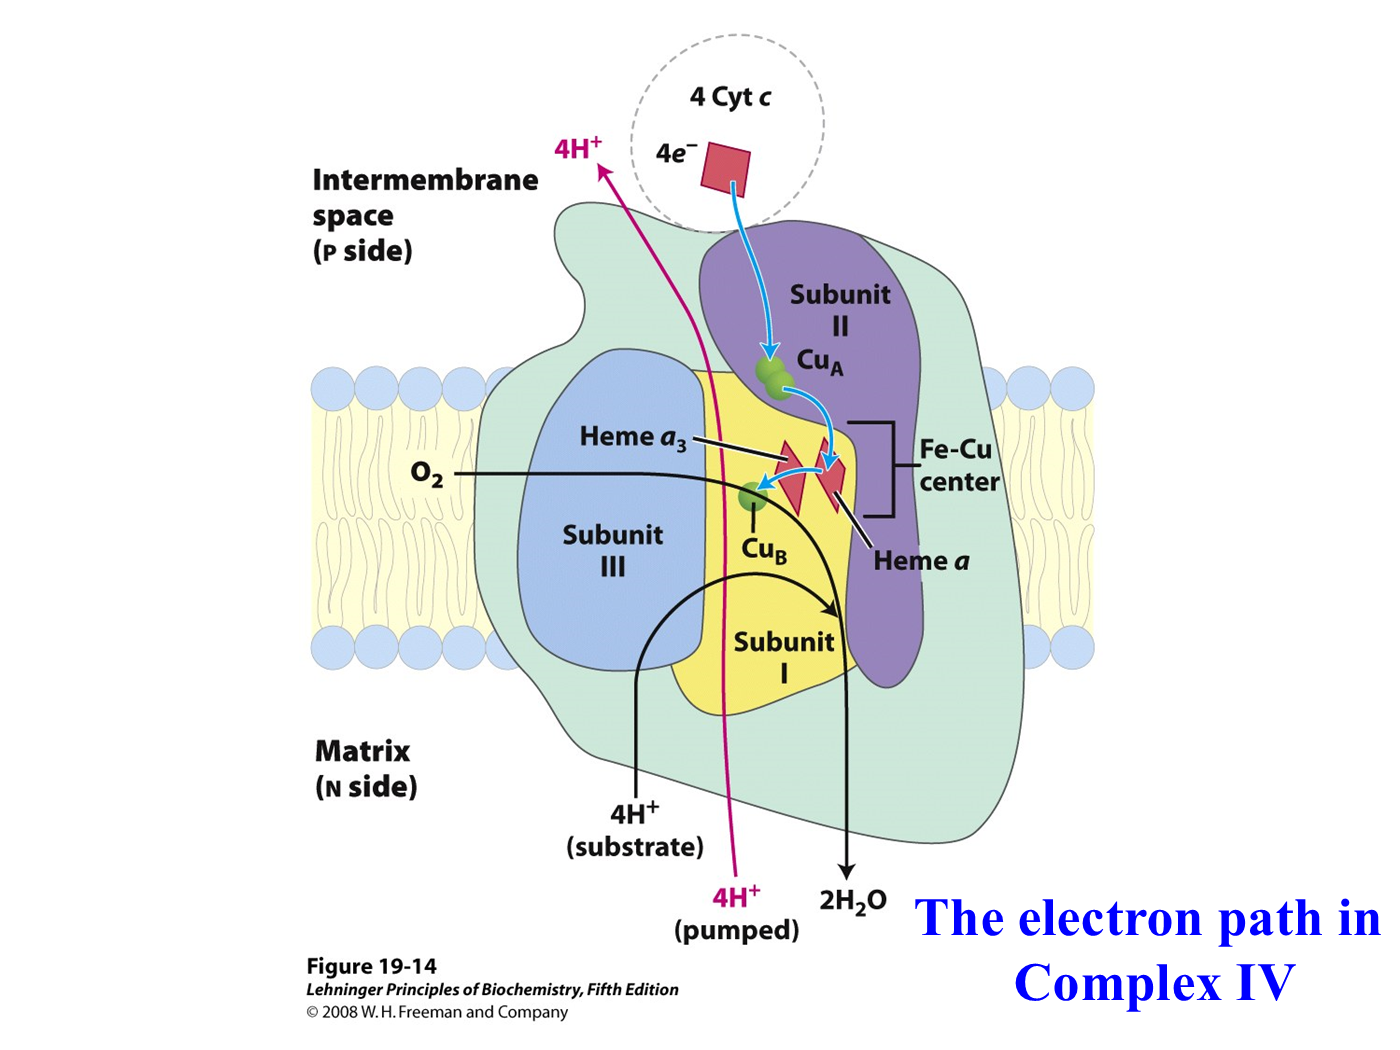 4 Cyt c
4e⁻
4H⁺
Intermembrane
space
(P side)
Subunit
II
CuA
Heme a₃
Fe-Cu
center
O₂
Subunit
III
CuB
Heme a
Subunit
I
Matrix
(N side)
4H⁺
(substrate)
4H⁺
(pumped)
2H₂O
The electron path in
Complex IV
Figure 19-14
Lehninger Principles of Biochemistry, Fifth Edition
© 2008 W. H. Freeman and Company